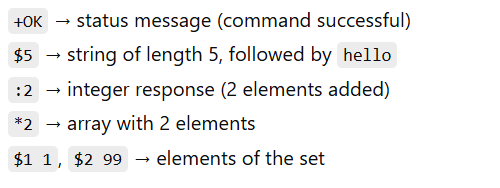 +OK → status message (command successful)
$5 → string of length 5, followed by hello
:2 → integer response (2 elements added)
*2 → array with 2 elements
$1 1, $2 99 → elements of the set